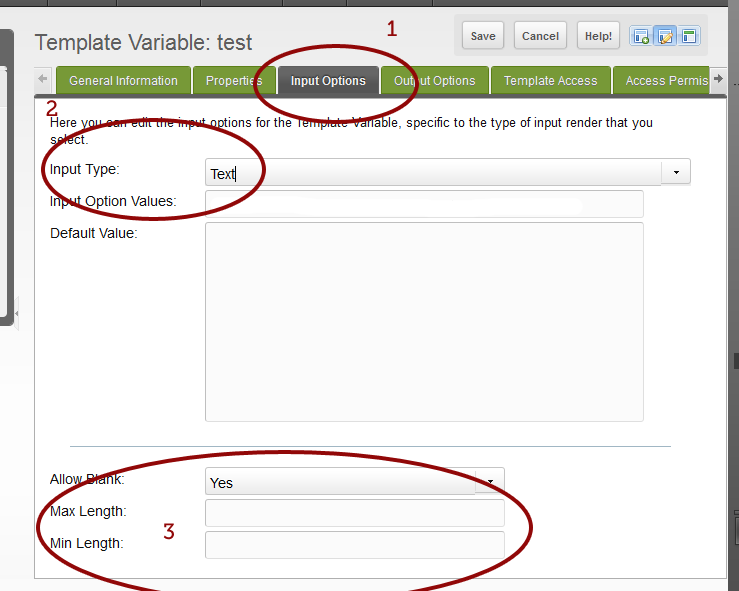 1
Template Variable: test
Save
Cancel
Help!
General Information
Properties
Input Options
Output Options
Template Access
Access Permis
2
Here you can edit the input options for the Template Variable, specific to the type of input render that you
select.
Input Type:
Text
Input Option Values:
Default Value:
Allow Blank:
Yes
Max Length:
3
Min Length: